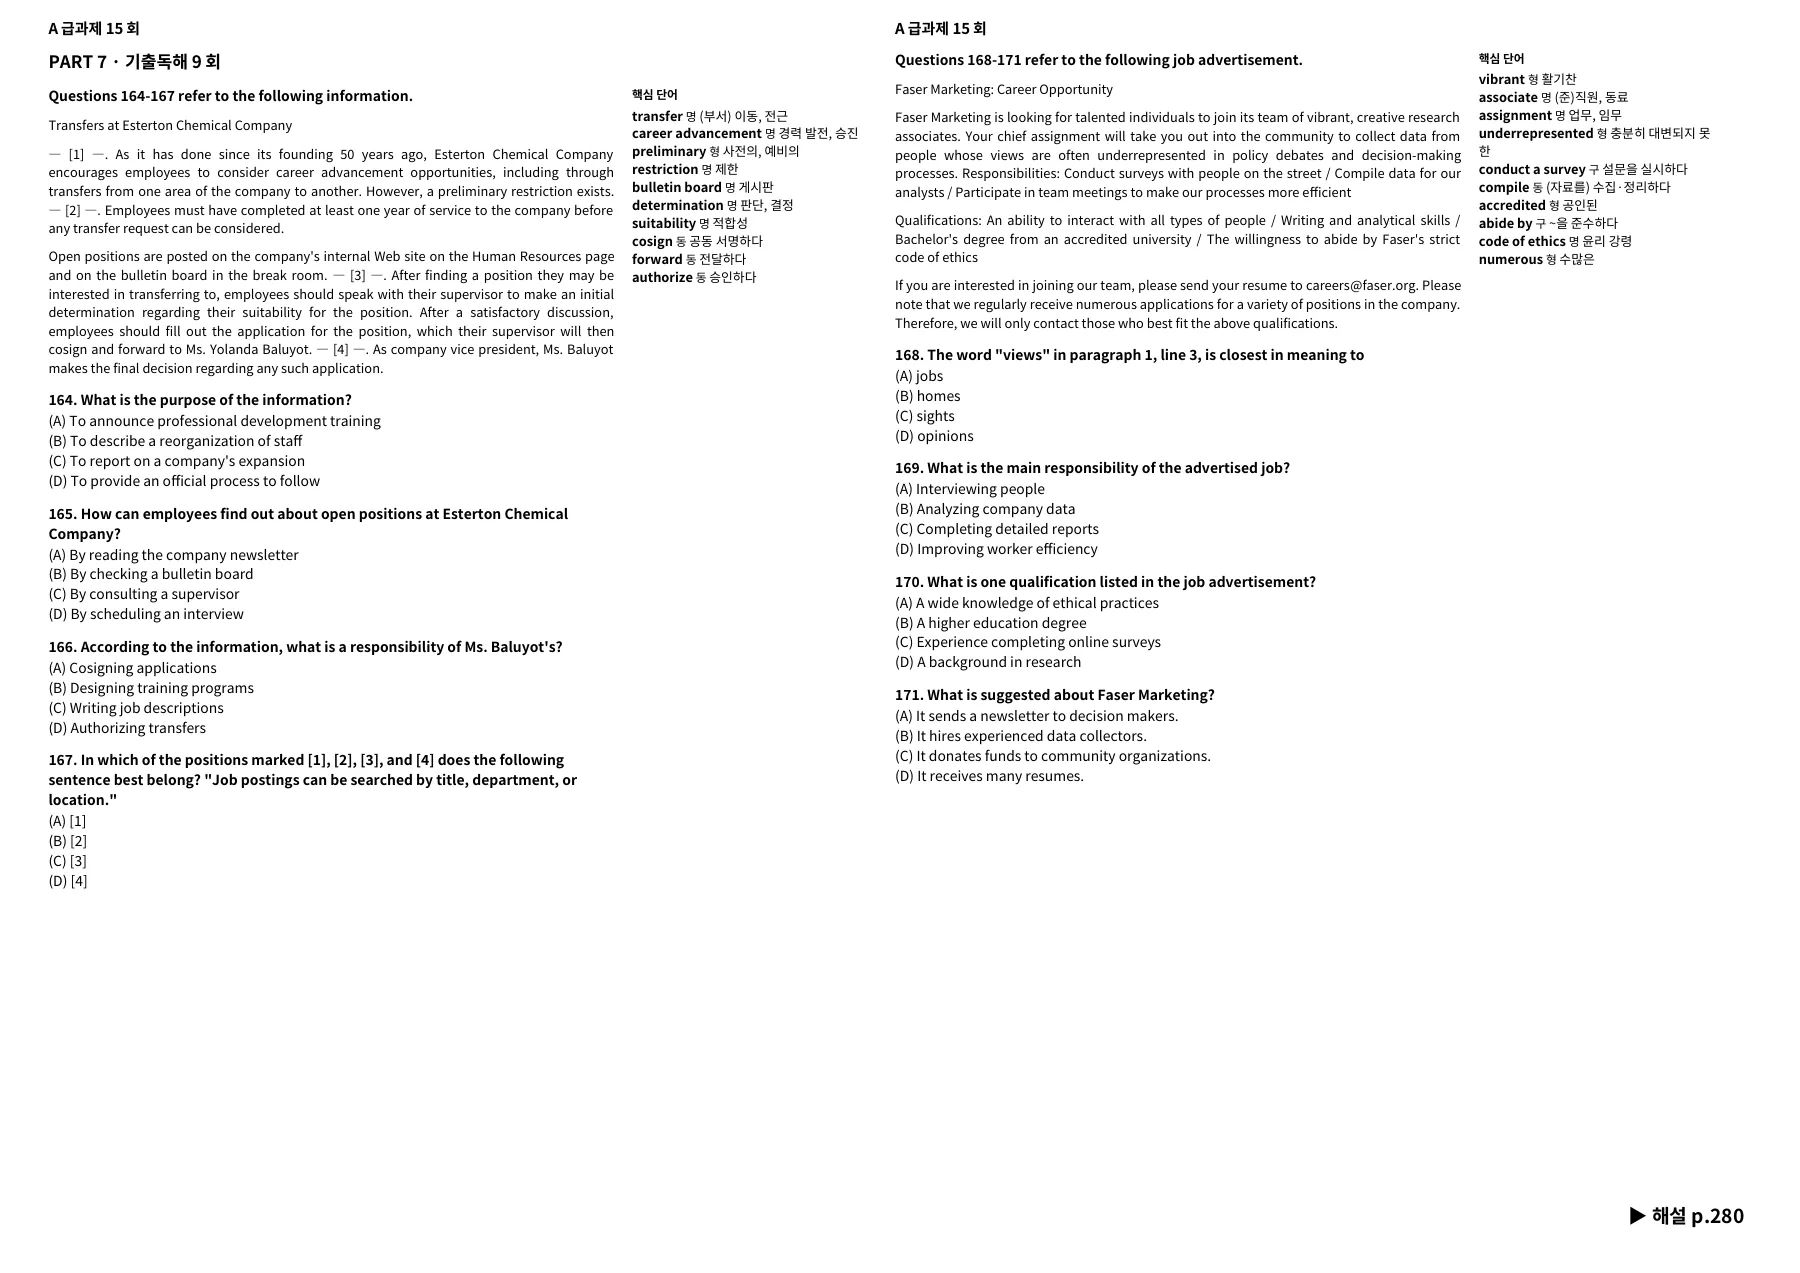 A 급과제 15 회
PART 7 · 기출독해 9 회
Questions 164-167 refer to the following information.
Transfers at Esterton Chemical Company
— [1] —. As it has done since its founding 50 years ago, Esterton Chemical Company
encourages employees to consider career advancement opportunities, including through
transfers from one area of the company to another. However, a preliminary restriction exists.
— [2] —. Employees must have completed at least one year of service to the company before
any transfer request can be considered.
Open positions are posted on the company's internal Web site on the Human Resources page
and on the bulletin board in the break room. — [3] —. After finding a position they may be
interested in transferring to, employees should speak with their supervisor to make an initial
determination regarding their suitability for the position. After a satisfactory discussion,
employees should fill out the application for the position, which their supervisor will then
cosign and forward to Ms. Yolanda Baluyot. — [4] —. As company vice president, Ms. Baluyot
makes the final decision regarding any such application.
164. What is the purpose of the information?
(A) To announce professional development training
(B) To describe a reorganization of staff
(C) To report on a company's expansion
(D) To provide an official process to follow
165. How can employees find out about open positions at Esterton Chemical
Company?
(A) By reading the company newsletter
(B) By checking a bulletin board
(C) By consulting a supervisor
(D) By scheduling an interview
166. According to the information, what is a responsibility of Ms. Baluyot's?
(A) Cosigning applications
(B) Designing training programs
(C) Writing job descriptions
(D) Authorizing transfers
167. In which of the positions marked [1], [2], [3], and [4] does the following
sentence best belong? "Job postings can be searched by title, department, or
location."
(A) [1]
(B) [2]
(C) [3]
(D) [4]
핵심 단어
transfer 명 (부서) 이동, 전근
career advancement 명 경력 발전, 승진
preliminary 형 사전의, 예비의
restriction 명 제한
bulletin board 명 게시판
determination 명 판단, 결정
suitability 명 적합성
cosign 동 공동 서명하다
forward 동 전달하다
authorize 동 승인하다
A 급과제 15 회
Questions 168-171 refer to the following job advertisement.
Faser Marketing: Career Opportunity
Faser Marketing is looking for talented individuals to join its team of vibrant, creative research
associates. Your chief assignment will take you out into the community to collect data from
people whose views are often underrepresented in policy debates and decision-making
processes. Responsibilities: Conduct surveys with people on the street / Compile data for our
analysts / Participate in team meetings to make our processes more efficient
Qualifications: An ability to interact with all types of people / Writing and analytical skills /
Bachelor's degree from an accredited university / The willingness to abide by Faser's strict
code of ethics
If you are interested in joining our team, please send your resume to careers@faser.org. Please
note that we regularly receive numerous applications for a variety of positions in the company.
Therefore, we will only contact those who best fit the above qualifications.
168. The word "views" in paragraph 1, line 3, is closest in meaning to
(A) jobs
(B) homes
(C) sights
(D) opinions
169. What is the main responsibility of the advertised job?
(A) Interviewing people
(B) Analyzing company data
(C) Completing detailed reports
(D) Improving worker efficiency
170. What is one qualification listed in the job advertisement?
(A) A wide knowledge of ethical practices
(B) A higher education degree
(C) Experience completing online surveys
(D) A background in research
171. What is suggested about Faser Marketing?
(A) It sends a newsletter to decision makers.
(B) It hires experienced data collectors.
(C) It donates funds to community organizations.
(D) It receives many resumes.
핵심 단어
vibrant 형 활기찬
associate 명 (준)직원, 동료
assignment 명 업무, 임무
underrepresented 형 충분히 대변되지 못
한
conduct a survey 구 설문을 실시하다
compile 동 (자료를) 수집·정리하다
accredited 형 공인된
abide by 구 ~을 준수하다
code of ethics 명 윤리 강령
numerous 형 수많은
▶ 해설 p.280